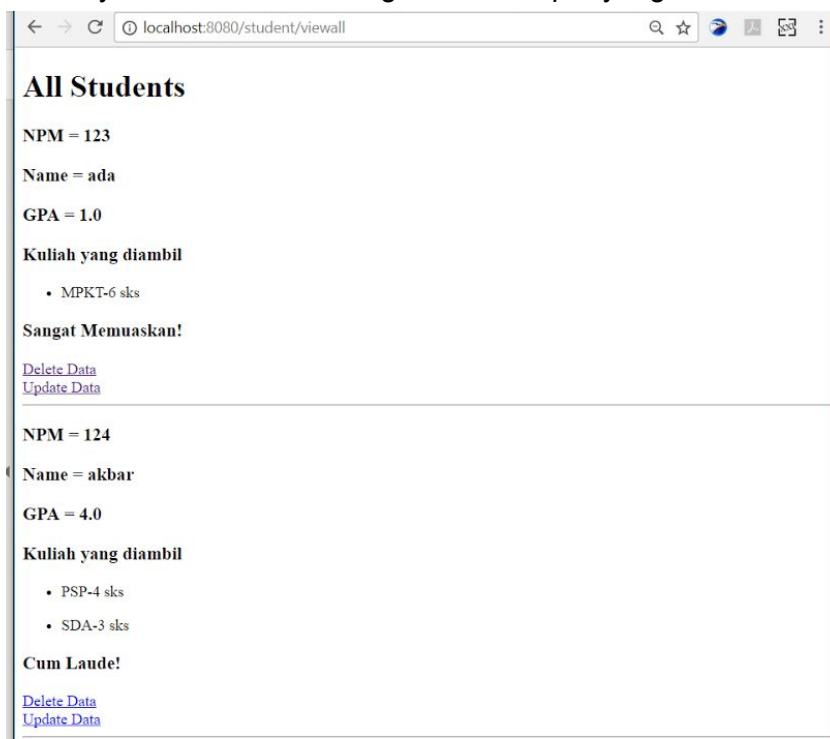 localhost:8080/student/viewall
All Students
NPM = 123
Name = ada
GPA = 1.0
Kuliah yang diambil
• MPKT-6 sks
Sangat Memuaskan!
Delete Data
Update Data
NPM = 124
Name = akbar
GPA = 4.0
Kuliah yang diambil
• PSP-4 sks
• SDA-3 sks
Cum Laude!
Delete Data
Update Data